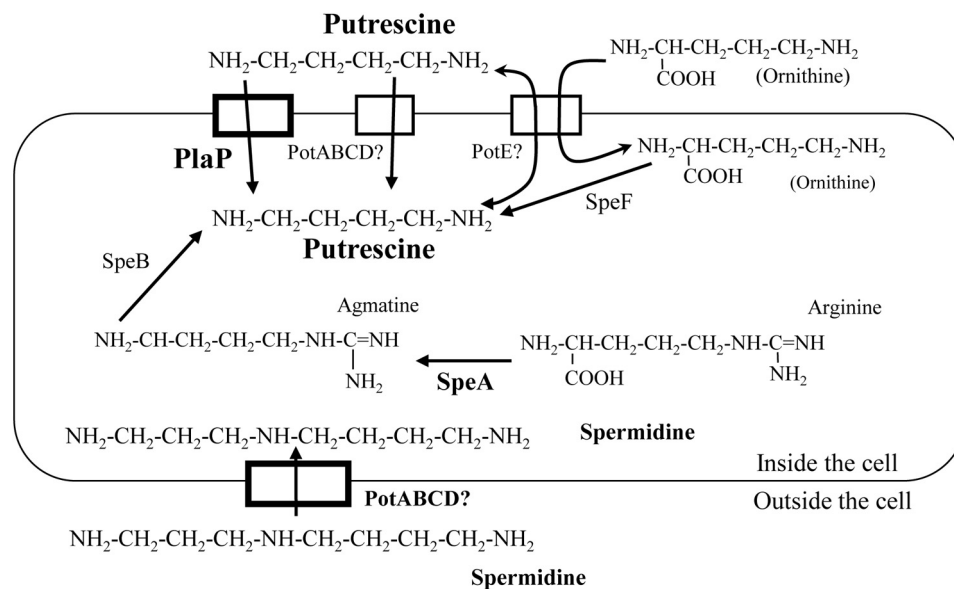 Putrescine
NH2-CH2-CH2-CH2-CH2-NH2
NH2-CH-CH2-CH2-CH2-NH2
COOH
(Ornithine)
PlaP
PotABCD?
PotE?
NH2-CH-CH2-CH2-CH2-NH2
COOH
(Ornithine)
SpeF
NH2-CH2-CH2-CH2-CH2-NH2
Putrescine
SpeB
Agmatine
NH2-CH-CH2-CH2-CH2-NH-C=NH
NH2
SpeA
Arginine
NH2-CH-CH2-CH2-CH2-NH-C=NH
COOH
NH2
NH2-CH2-CH2-CH2-NH-CH2-CH2-CH2-CH2-NH2
Spermidine
Inside the cell
Outside the cell
PotABCD?
NH2-CH2-CH2-CH2-NH-CH2-CH2-CH2-CH2-NH2
Spermidine